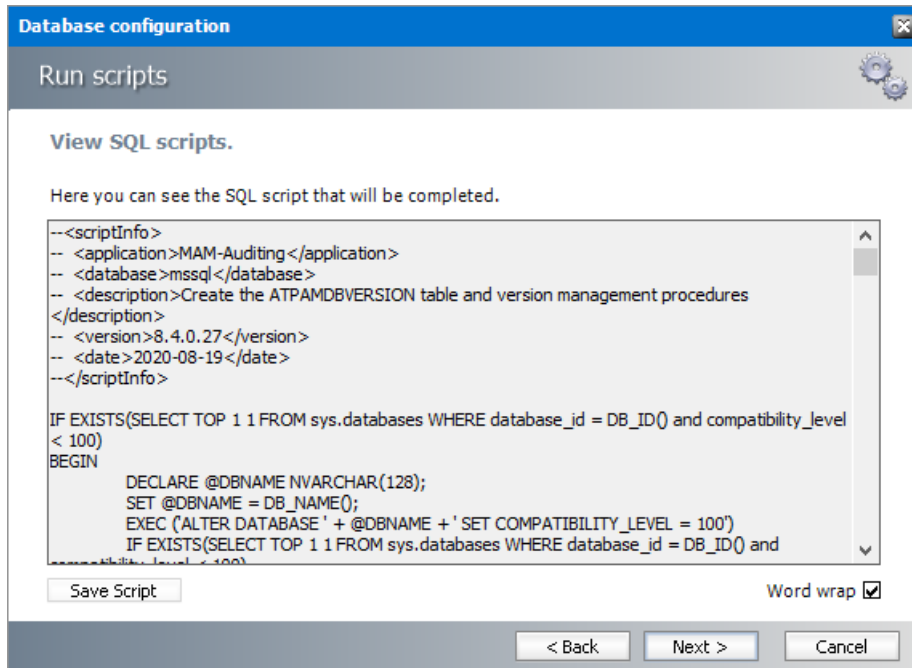 Database configuration
Run scripts
View SQL scripts.
Here you can see the SQL script that will be completed.
--<scriptInfo>
--  <application>MAM-Auditing</application>
--  <database>mssql</database>
--  <description>Create the ATPAMDBVERSION table and version management procedures
</description>
--  <version>8.4.0.27</version>
--  <date>2020-08-19</date>
--</scriptInfo>
IF EXISTS(SELECT TOP 1 1 FROM sys.databases WHERE database_id = DB_ID() and compatibility_level
< 100)
BEGIN
DECLARE @DBNAME NVARCHAR(128);
SET @DBNAME = DB_NAME();
EXEC ('ALTER DATABASE ' + @DBNAME + ' SET COMPATIBILITY_LEVEL = 100')
IF EXISTS(SELECT TOP 1 1 FROM sys.databases WHERE database_id = DB_ID() and
compatibility_level < 100)
Save Script
Word wrap
< Back
Next >
Cancel